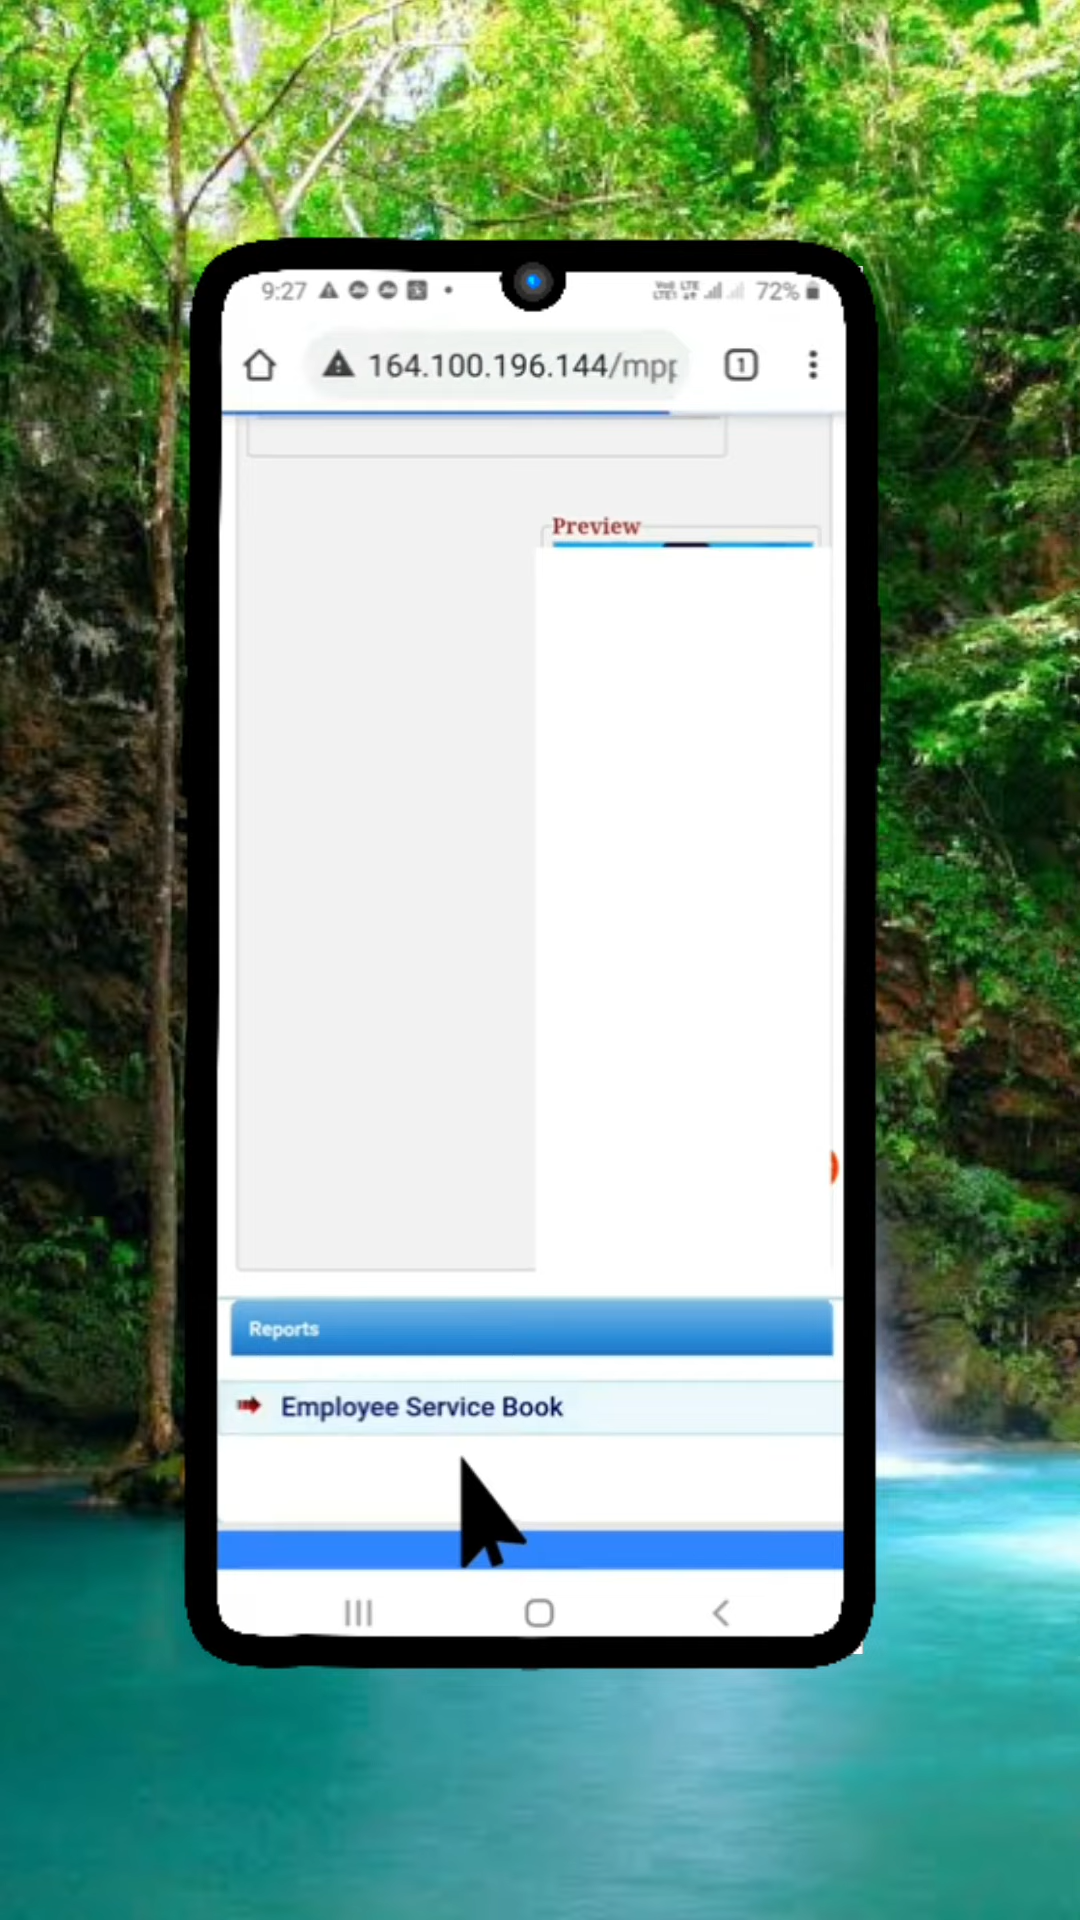 9:27 72%
164.100.196.144/mpp
1
Preview
Reports
Employee Service Book